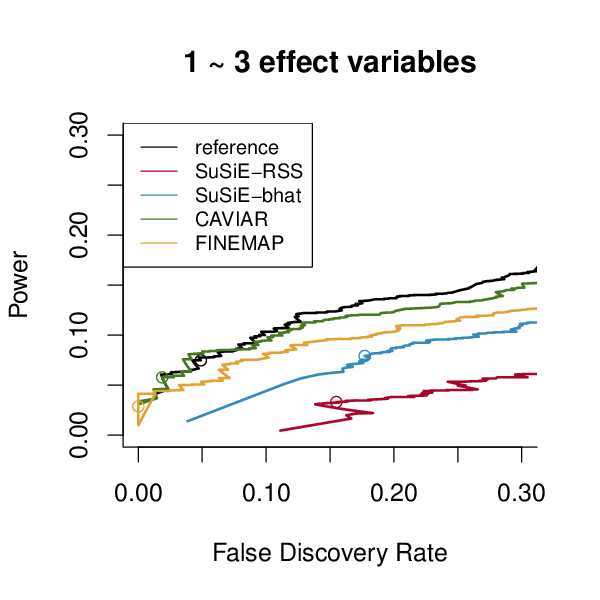 1 ~ 3 effect variables
reference
SuSiE−RSS
SuSiE−bhat
CAVIAR
FINEMAP
Power
0.30
0.20
0.10
0.00
0.00 0.10 0.20 0.30
False Discovery Rate